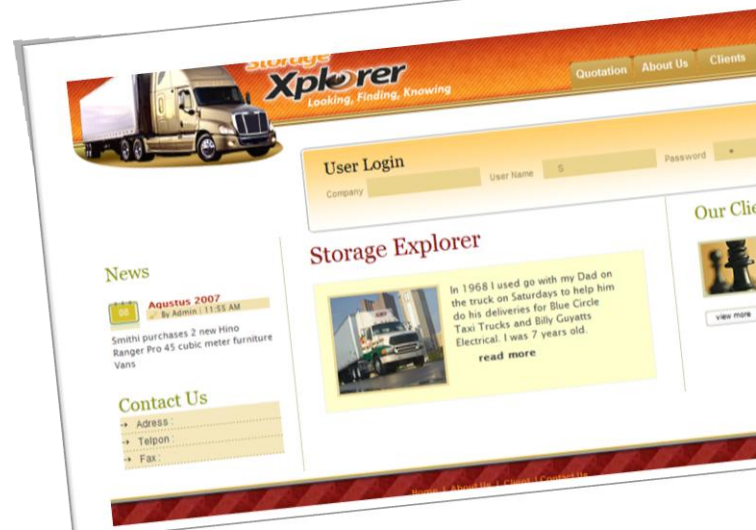 Storage
Xplorer
Looking, Finding, Knowing
Quotation About Us Clients
User Login
Company User Name S Password *
Storage Explorer
Our Clie
News
08 Agustus 2007
By Admin | 11:55 AM
Smithi purchases 2 new Hino
Ranger Pro 45 cubic meter furniture
Vans
In 1968 I used go with my Dad on
the truck on Saturdays to help him
do his deliveries for Blue Circle
Taxi Trucks and Billy Guyatts
Electrical. I was 7 years old.
read more
view more
Contact Us
Adress :
Telpon :
Fax :
Home | About Us | Client | Contact Us